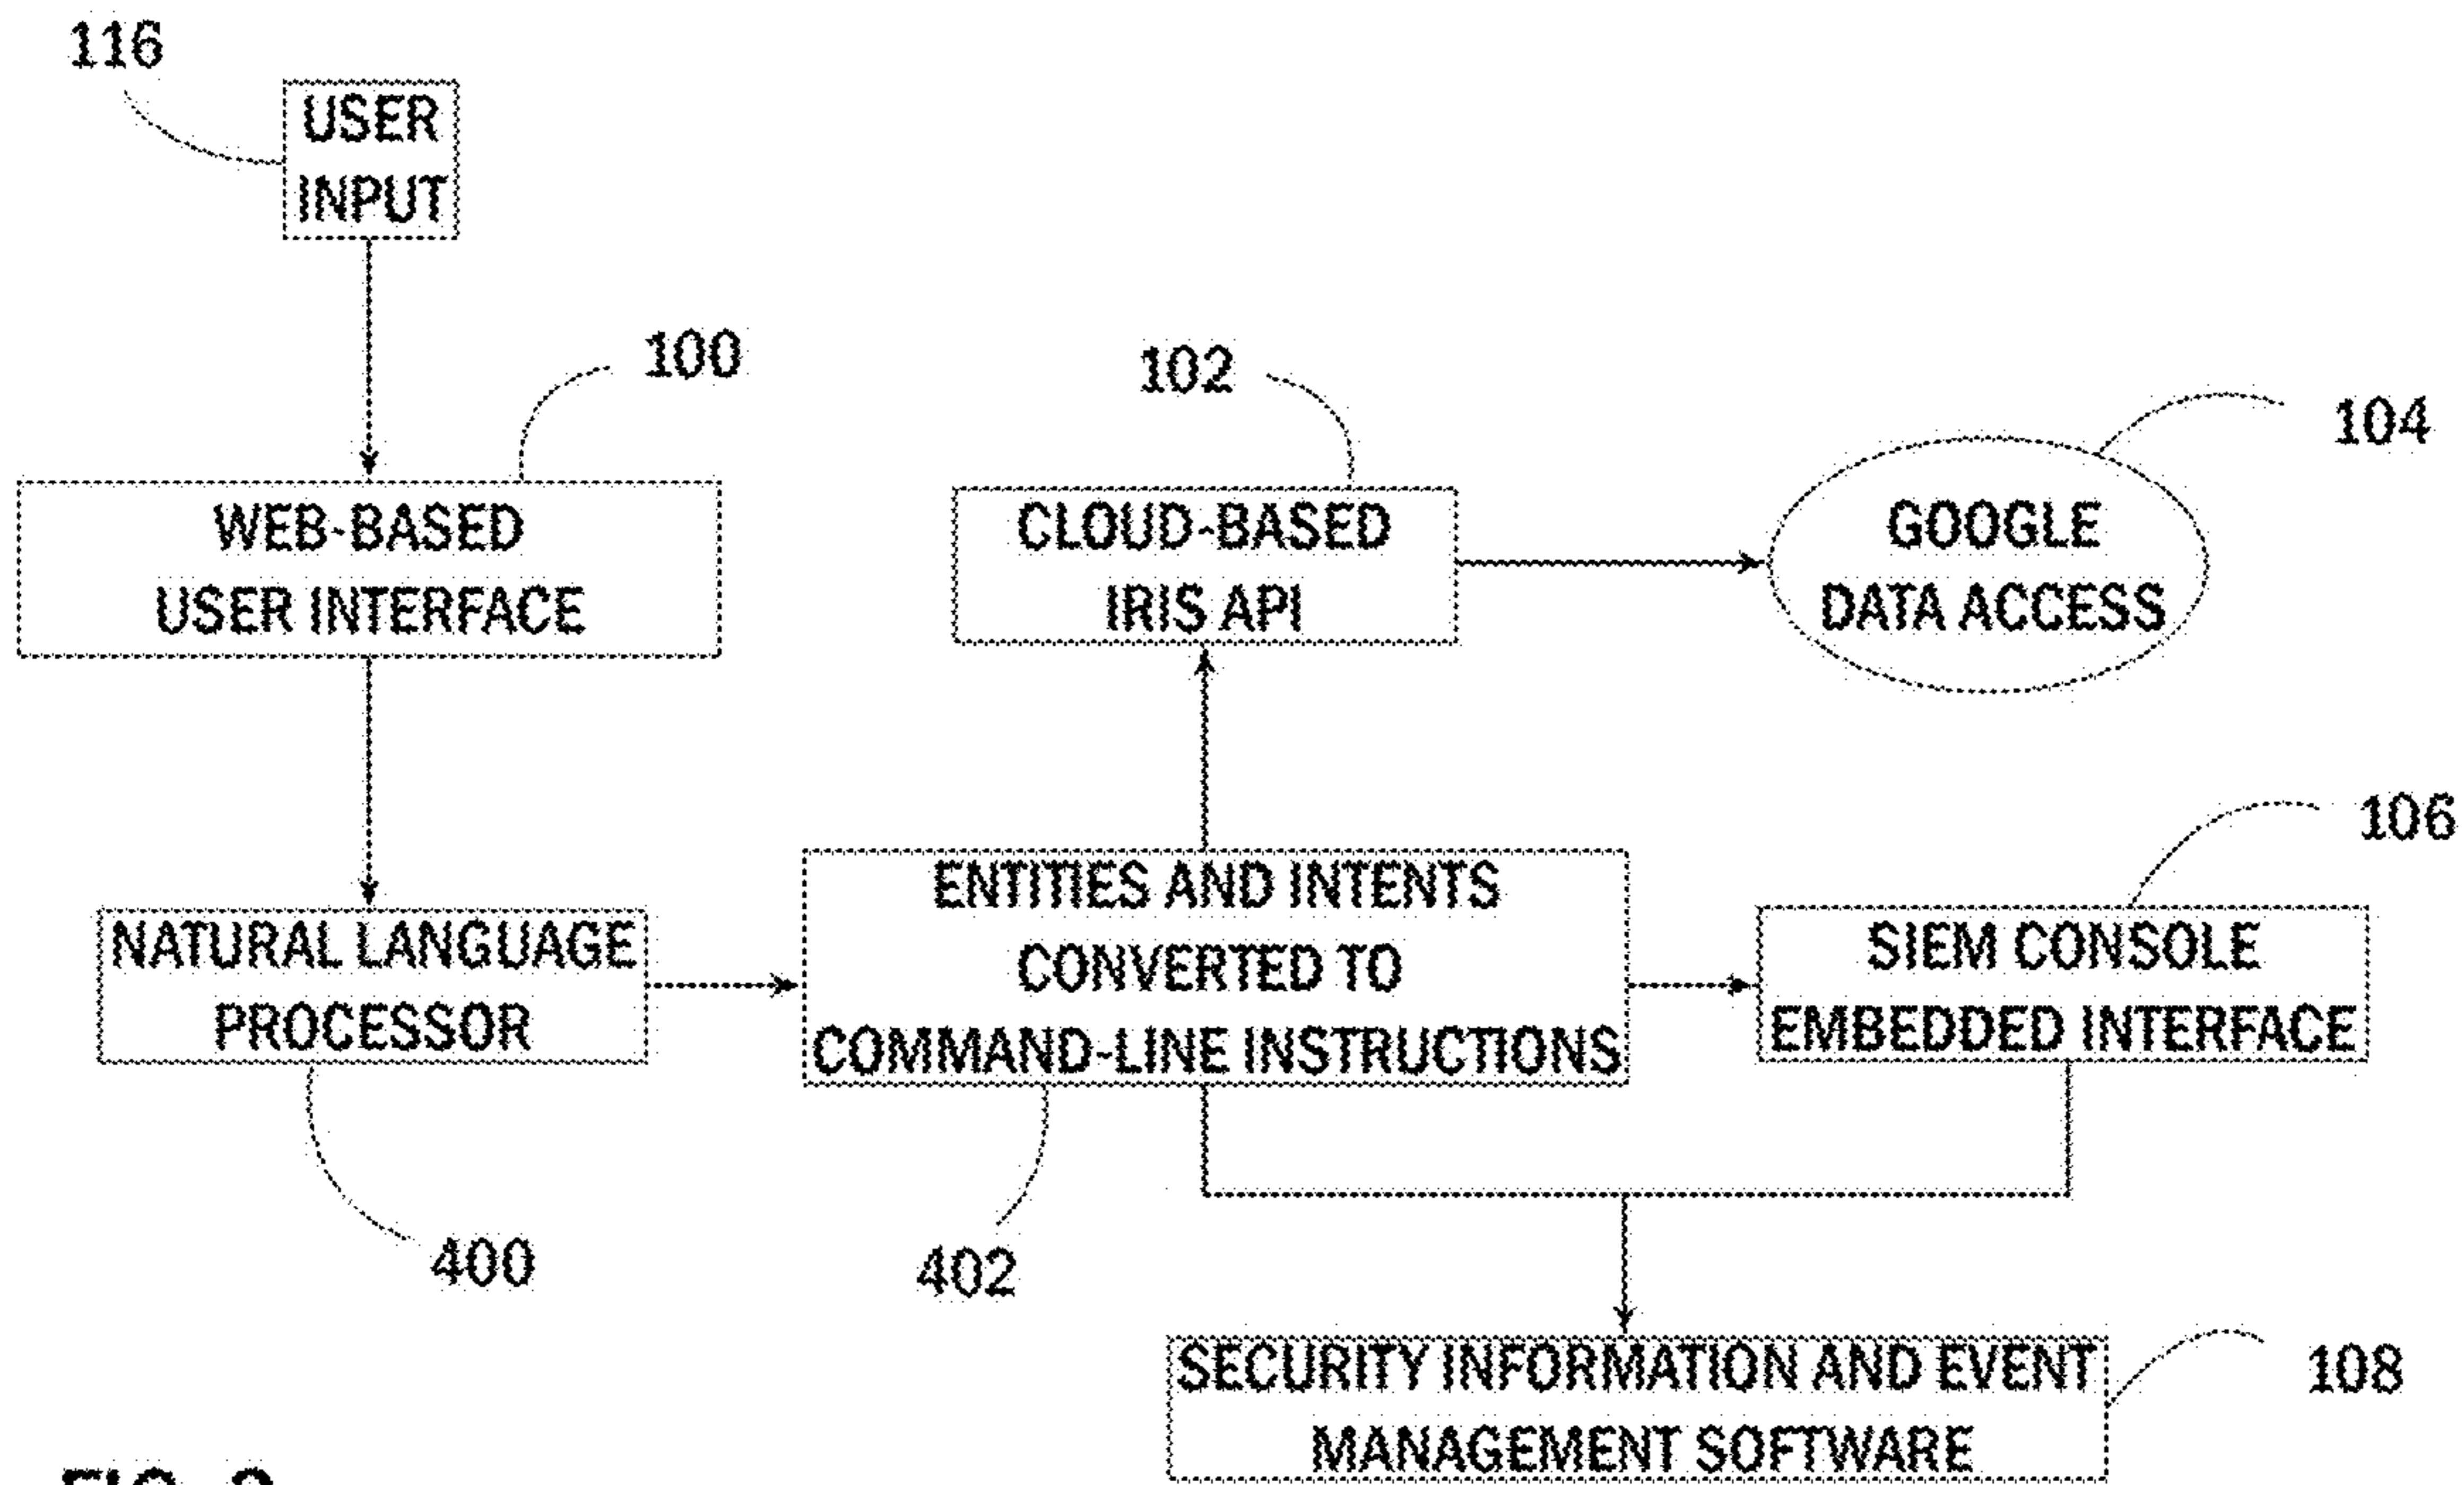 116
USER
INPUT
100
102
104
WEB-BASED
USER INTERFACE
CLOUD-BASED
IRIS API
GOOGLE
DATA ACCESS
106
NATURAL LANGUAGE
PROCESSOR
ENTITIES AND INTENTS
CONVERTED TO
COMMAND-LINE INSTRUCTIONS
SIEM CONSOLE
EMBEDDED INTERFACE
400
402
SECURITY INFORMATION AND EVENT
MANAGEMENT SOFTWARE
108
FIG.